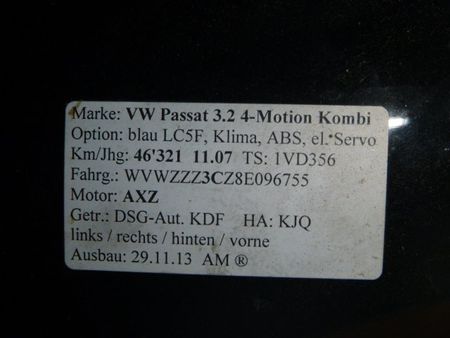 Marke: VW Passat 3.2 4-Motion Kombi
Option: blau LC5F, Klima, ABS, el. Servo
Km/Jhg: 46'321 11.07 TS: 1VD356
Fahrg.: WVWZZZ3CZ8E096755
Motor: AXZ
Getr.: DSG-Aut. KDF HA: KJQ
links / rechts / hinten / vorne
Ausbau: 29.11.13 AM ®